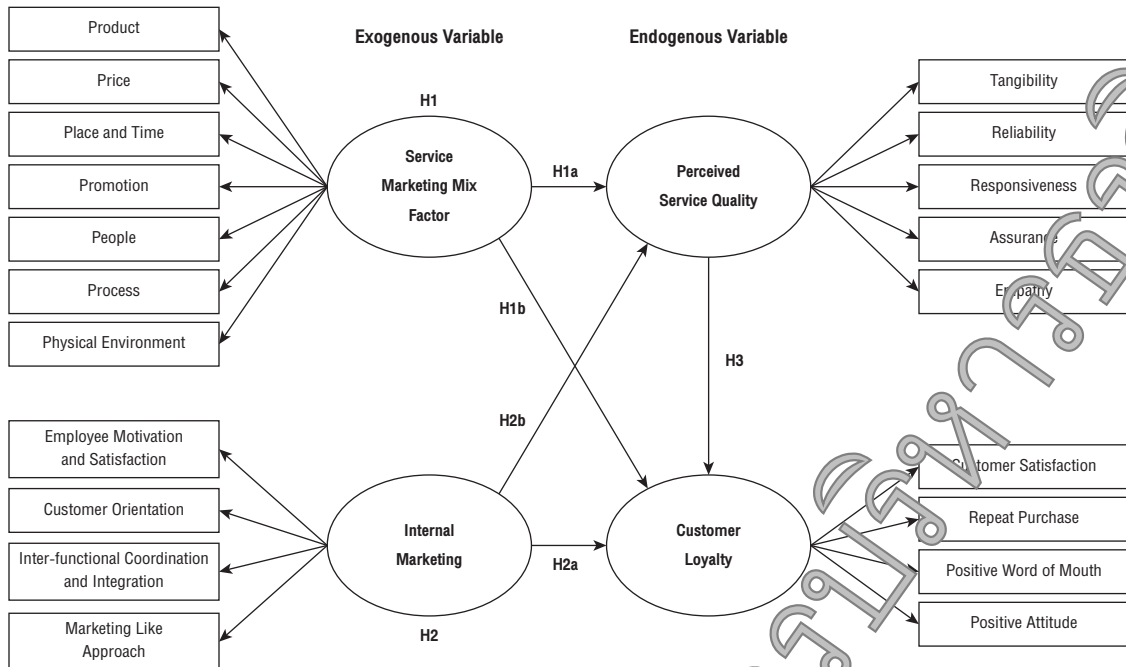 Exogenous Variable
Endogenous Variable
Product
Price
Place and Time
Promotion
People
Process
Physical Environment
H1
Service
Marketing Mix
Factor
H1a
Perceived
Service Quality
Tangibility
Reliability
Responsiveness
Assurance
Empathy
H1b
H2b
H3
Employee Motivation
and Satisfaction
Customer Orientation
Inter-functional Coordination
and Integration
Marketing Like
Approach
Internal
Marketing
H2
H2a
Customer
Loyalty
Customer Satisfaction
Repeat Purchase
Positive Word of Mouth
Positive Attitude